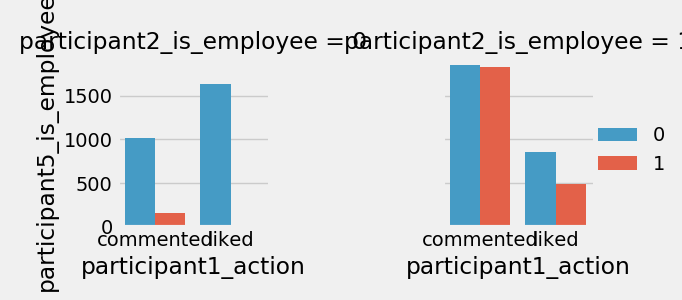 participant2_is_employee = 0
participant2_is_employee = 1
participant5_is_employee
1500
1000
500
0
commented liked
commented liked
participant1_action
participant1_action
0
1